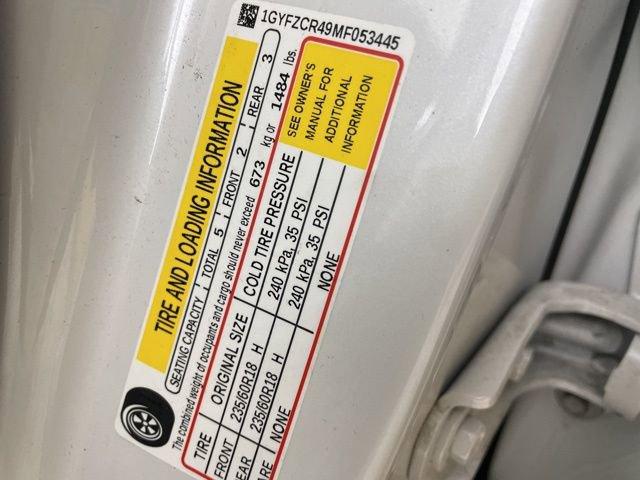 1GYFZCR49MF053445
TIRE AND LOADING INFORMATION
SEATING CAPACITY TOTAL 5 FRONT 2 REAR 3
The combined weight of occupants and cargo should never exceed 673 kg or 1484 lbs.
TIRE ORIGINAL SIZE COLD TIRE PRESSURE
FRONT 235/60R18 H 240 kPa, 35 PSI
EAR 235/60R18 H 240 kPa, 35 PSI
ARE NONE NONE
SEE OWNER'S
MANUAL FOR
ADDITIONAL
INFORMATION